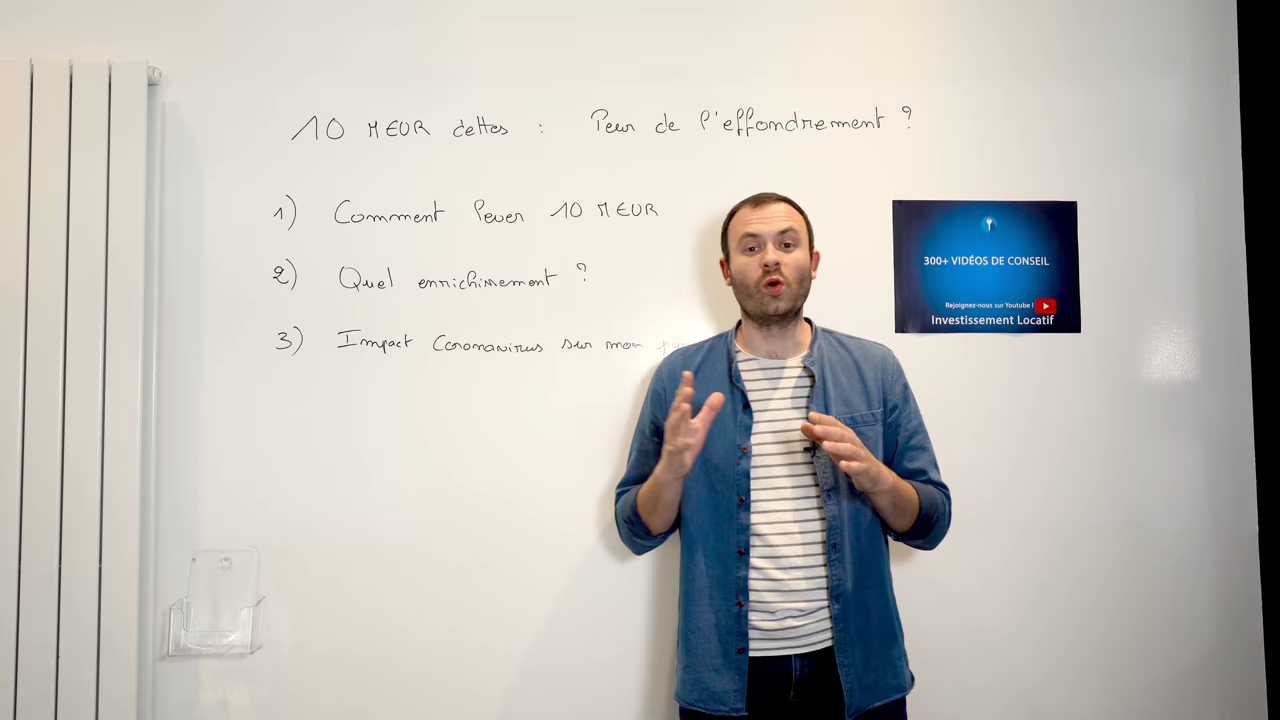 10 MEUR dettes : Peur de l'effondrement ?
1) Comment lever 10 MEUR
2) Quel enrichissement ?
3) Impact Coronavirus sur mon
300+ VIDÉOS DE CONSEIL
Rejoignez-nous sur Youtube !
Investissement Locatif